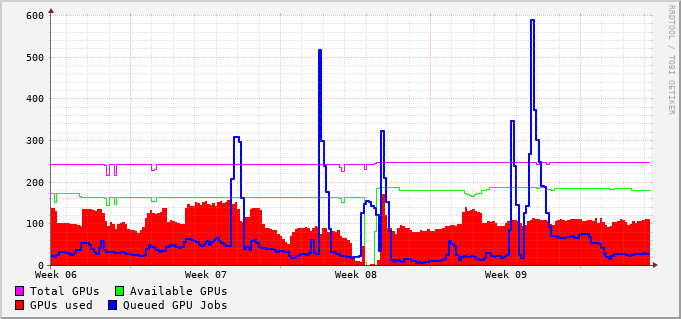 600
500
400
300
200
100
0
Week 06 Week 07 Week 08 Week 09
Total GPUs Available GPUs
GPUs used Queued GPU Jobs
RRDTOOL / TOBI OETIKER